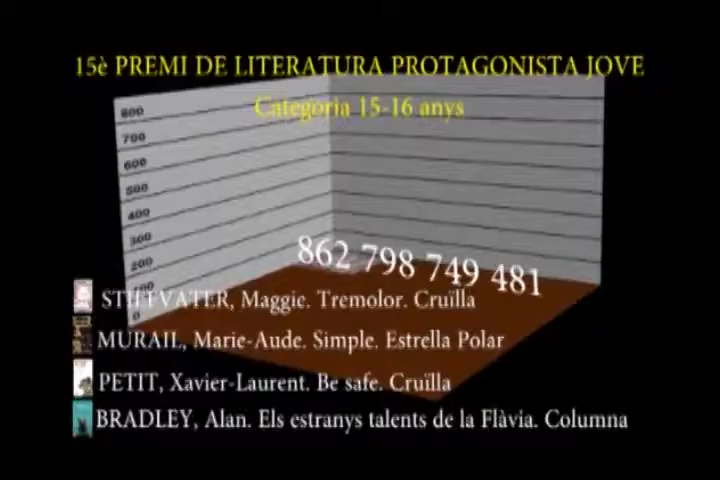 15è PREMI DE LITERATURA PROTAGONISTA JOVE
Categoria 15-16 anys
800
700
600
500
400
300
200
100
0
862 798 749 481
STIEFVATER, Maggie. Tremolor. Cruïlla
MURAIL, Marie-Aude. Simple. Estrella Polar
PETIT, Xavier-Laurent. Be safe. Cruïlla
BRADLEY, Alan. Els estranys talents de la Flàvia. Columna